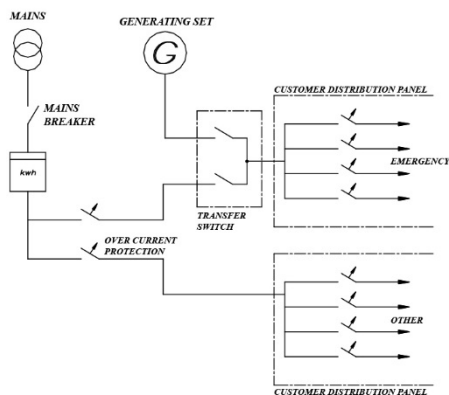 MAINS
GENERATING SET
G
CUSTOMER DISTRIBUTION PANEL
MAINS
BREAKER
kwh
EMERGENCY
TRANSFER
SWITCH
OVER CURRENT
PROTECTION
OTHER
CUSTOMER DISTRIBUTION PANEL